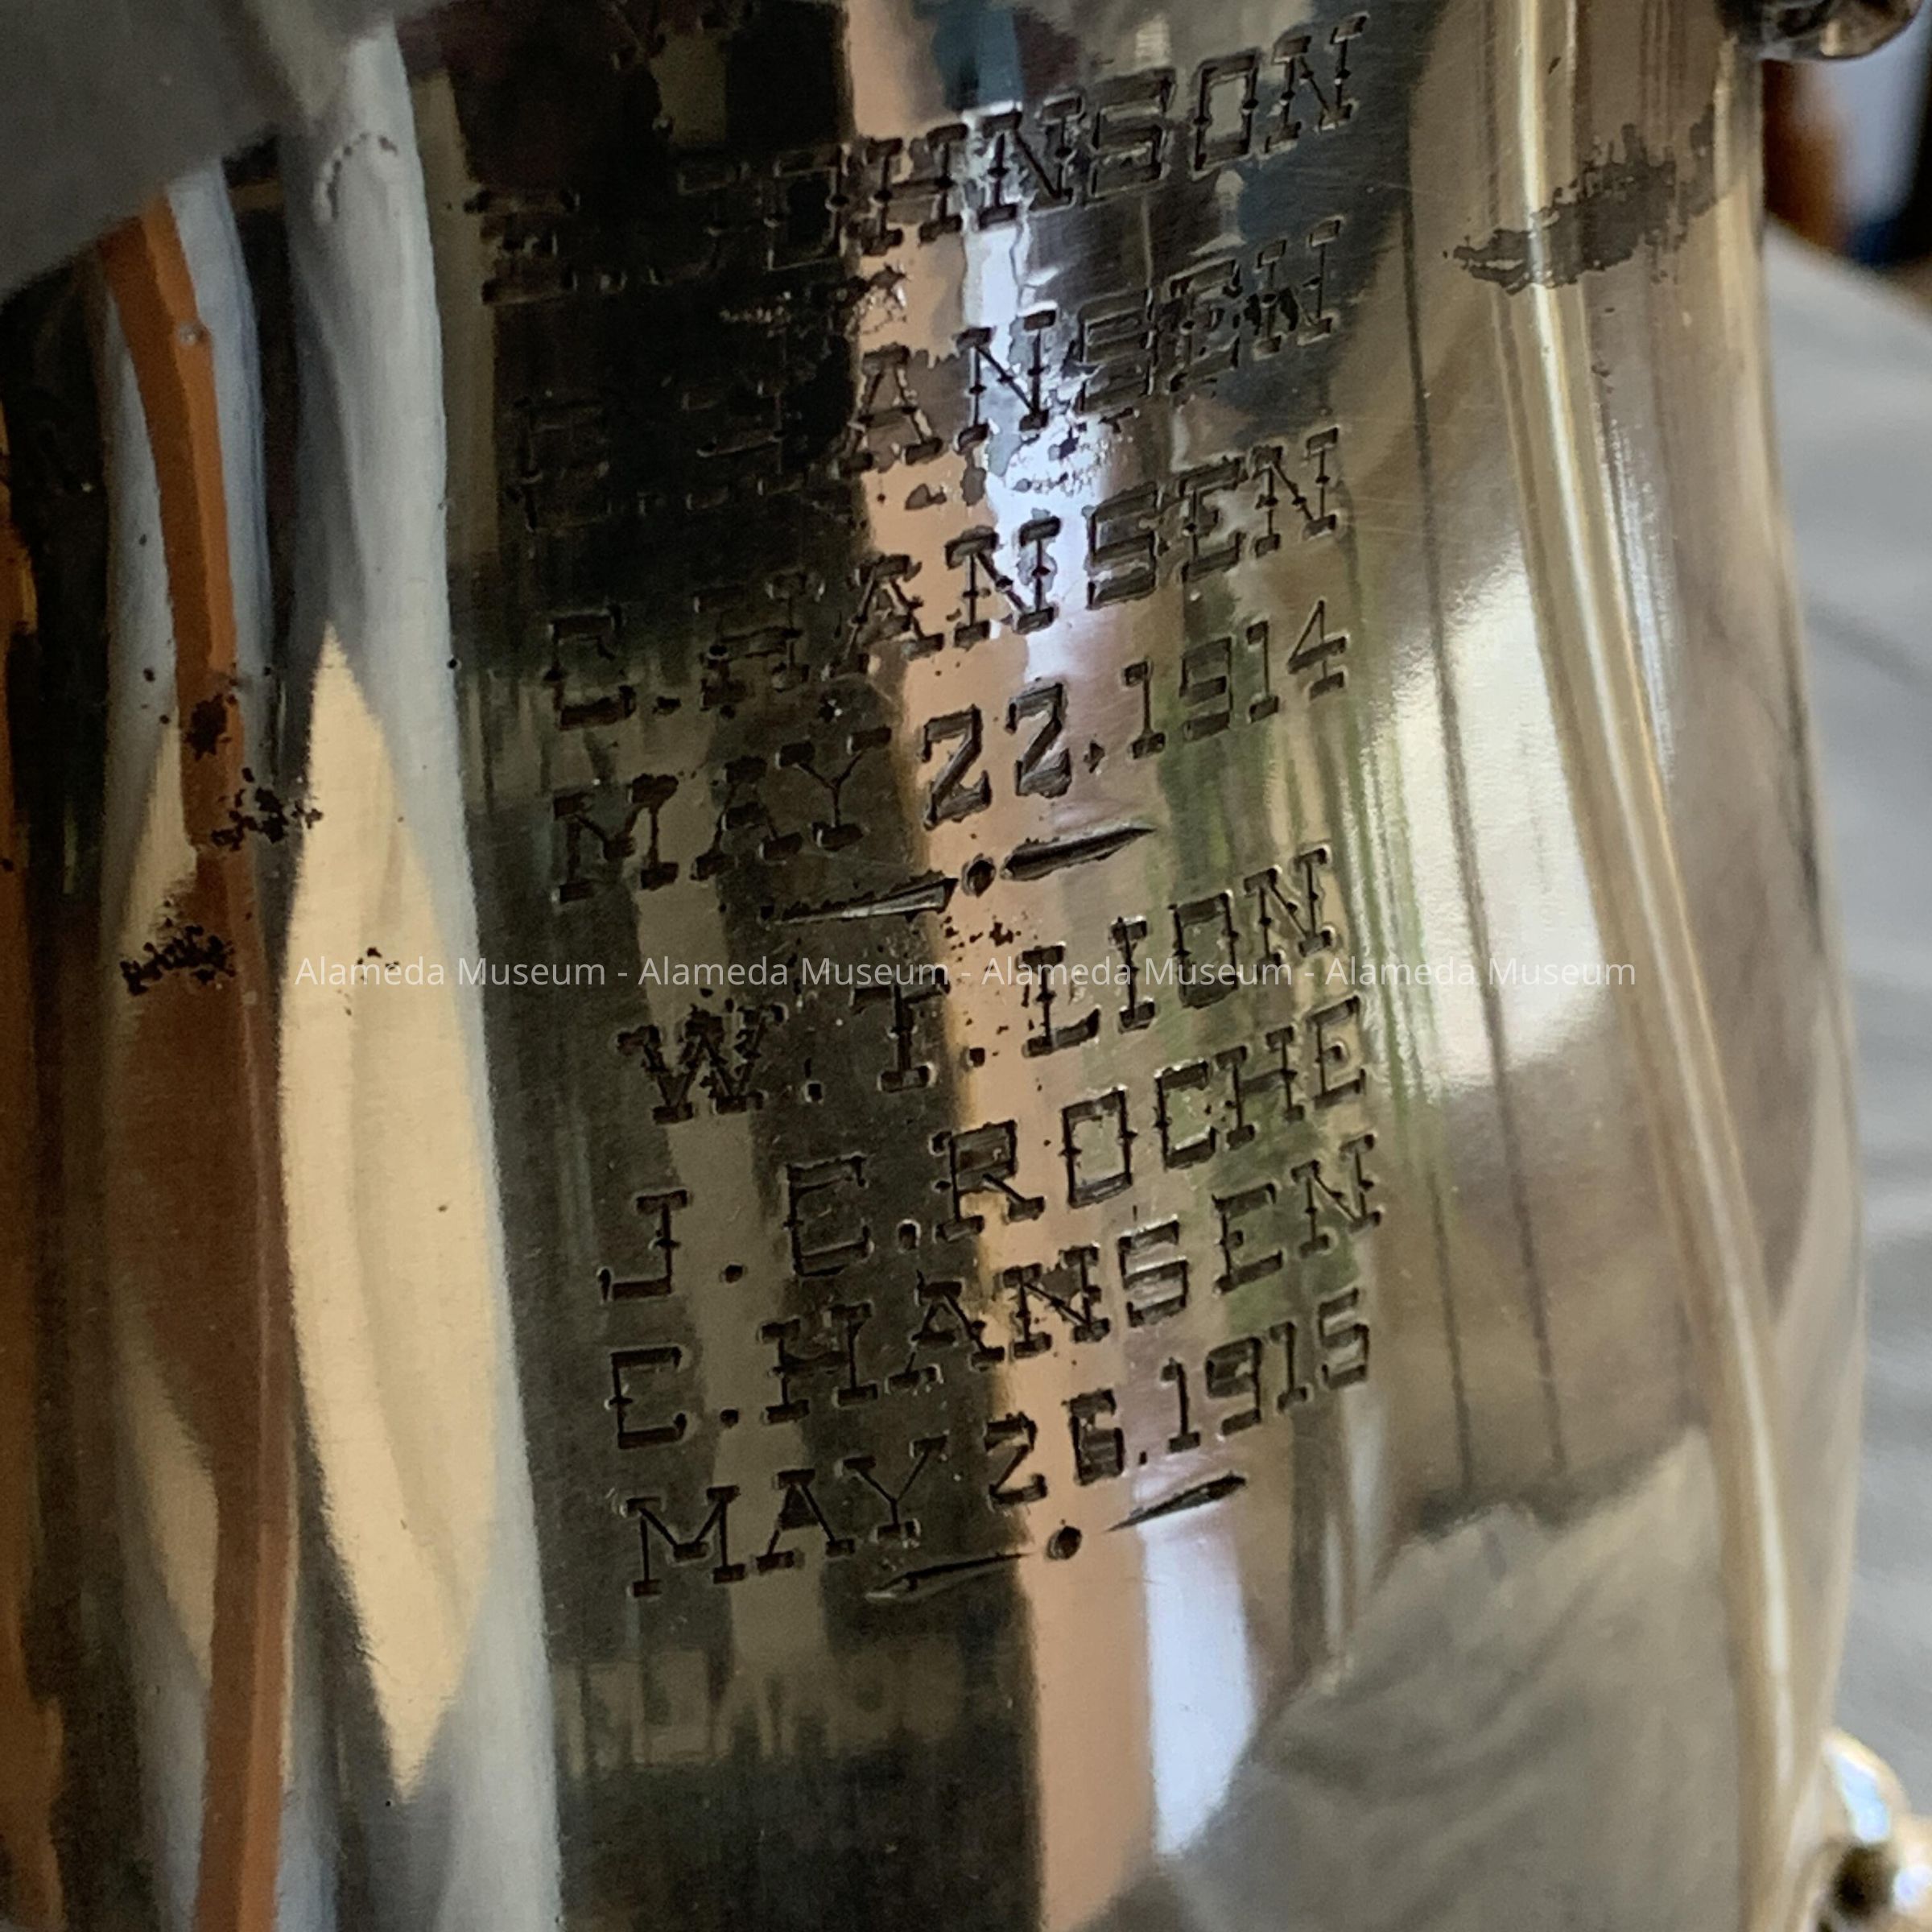 JOHNSON
JANSEN
C.HANSEN
MAY 22,1914
W.T.LION
J.E.ROCHE
C.HANSEN
MAY 26,1915
Alameda Museum - Alameda Museum - Alameda Museum - Alameda Museum